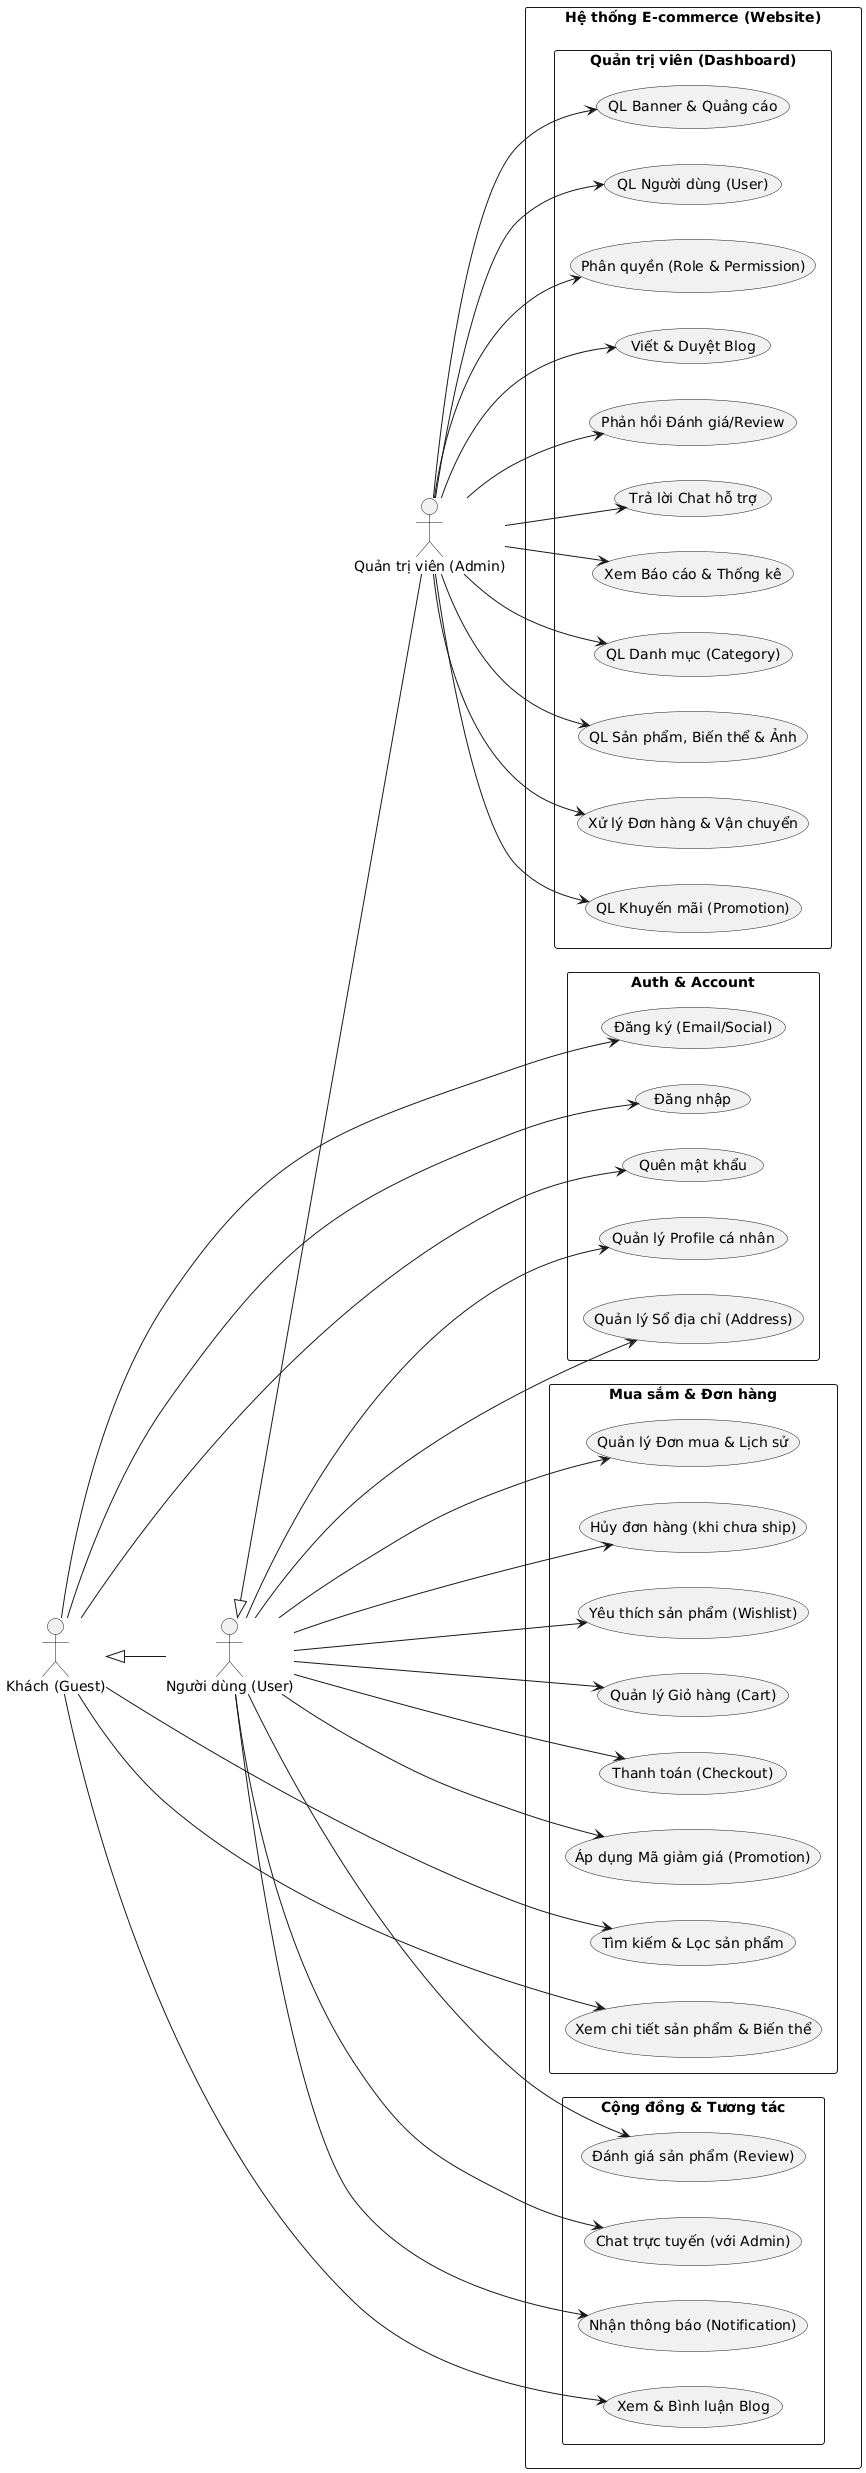 Hệ thống E-commerce (Website)
Quản trị viên (Dashboard)
QL Banner & Quảng cáo
QL Người dùng (User)
Phân quyền (Role & Permission)
Viết & Duyệt Blog
Phản hồi Đánh giá/Review
Trả lời Chat hỗ trợ
Xem Báo cáo & Thống kê
QL Danh mục (Category)
QL Sản phẩm, Biến thể & Ảnh
Xử lý Đơn hàng & Vận chuyển
QL Khuyến mãi (Promotion)
Quản trị viên (Admin)
Auth & Account
Đăng ký (Email/Social)
Đăng nhập
Quên mật khẩu
Quản lý Profile cá nhân
Quản lý Sổ địa chỉ (Address)
Mua sắm & Đơn hàng
Quản lý Đơn mua & Lịch sử
Hủy đơn hàng (khi chưa ship)
Yêu thích sản phẩm (Wishlist)
Khách (Guest)
Người dùng (User)
Quản lý Giỏ hàng (Cart)
Thanh toán (Checkout)
Áp dụng Mã giảm giá (Promotion)
Tìm kiếm & Lọc sản phẩm
Xem chi tiết sản phẩm & Biến thể
Cộng đồng & Tương tác
Đánh giá sản phẩm (Review)
Chat trực tuyến (với Admin)
Nhận thông báo (Notification)
Xem & Bình luận Blog